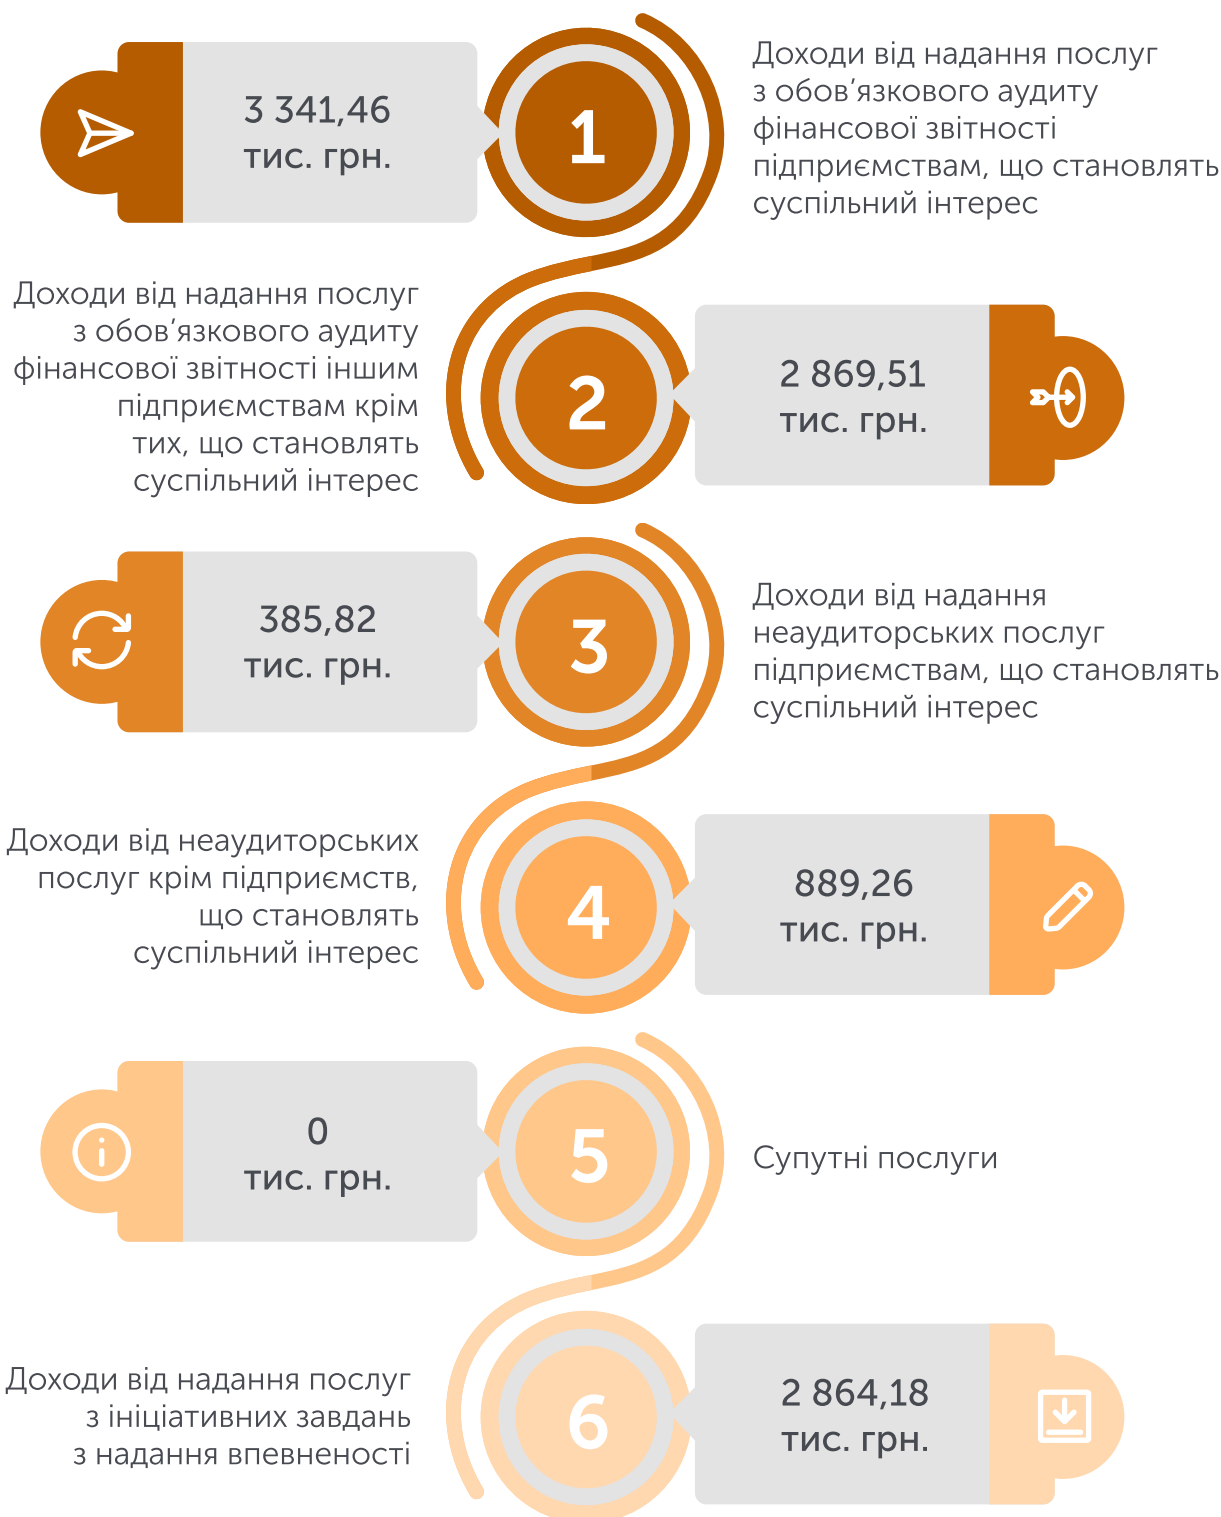 3 341,46
тис. грн.
1
Доходи від надання послуг
з обов’язкового аудиту
фінансової звітності
підприємствам, що становлять
суспільний інтерес
Доходи від надання послуг
з обов’язкового аудиту
фінансової звітності іншим
підприємствам крім
тих, що становлять
суспільний інтерес
2
2 869,51
тис. грн.
385,82
тис. грн.
3
Доходи від надання
неаудиторських послуг
підприємствам, що становлять
суспільний інтерес
Доходи від неаудиторських
послуг крім підприємств,
що становлять
суспільний інтерес
4
889,26
тис. грн.
0
тис. грн.
5
Супутні послуги
Доходи від надання послуг
з ініціативних завдань
з надання впевненості
6
2 864,18
тис. грн.